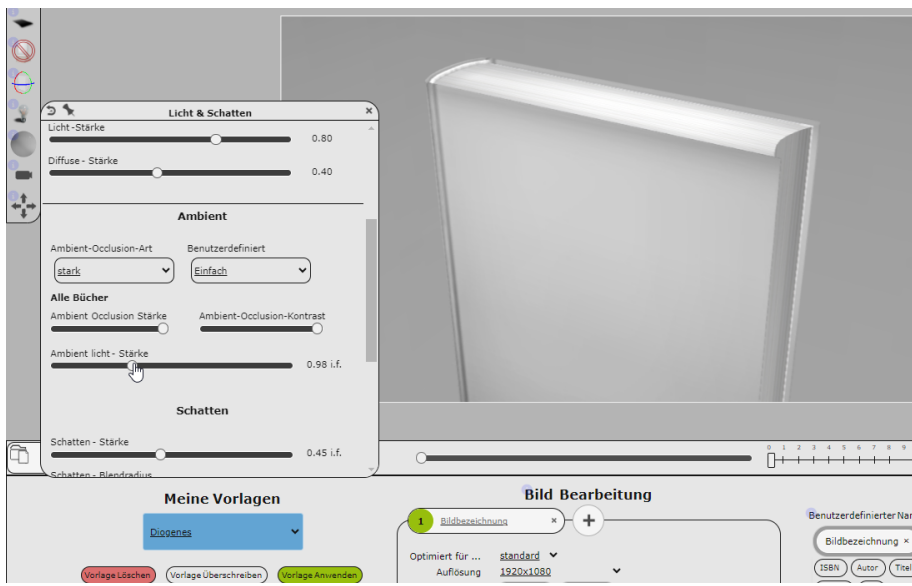 Licht & Schatten
Licht-Stärke
0.80
Diffuse - Stärke
0.40
Ambient
Ambient-Occlusion-Art Benutzerdefiniert
stark Einfach
Alle Bücher
Ambient Occlusion Stärke Ambient-Occlusion-Kontrast
Ambient licht - Stärke
0.98 i.f.
Schatten
Schatten - Stärke
0.45 i.f.
Schatten - Blendradius
0 1 2 3 4 5 6 7 8 9
Meine Vorlagen
Diogenes
Vorlage Löschen Vorlage Überschreiben Vorlage Anwenden
Bild Bearbeitung
1 Bildbezeichnung × +
Optimiert für ... standard
Auflösung 1920x1080
Benutzerdefinierter Nar
Bildbezeichnung ×
ISBN Autor Titel